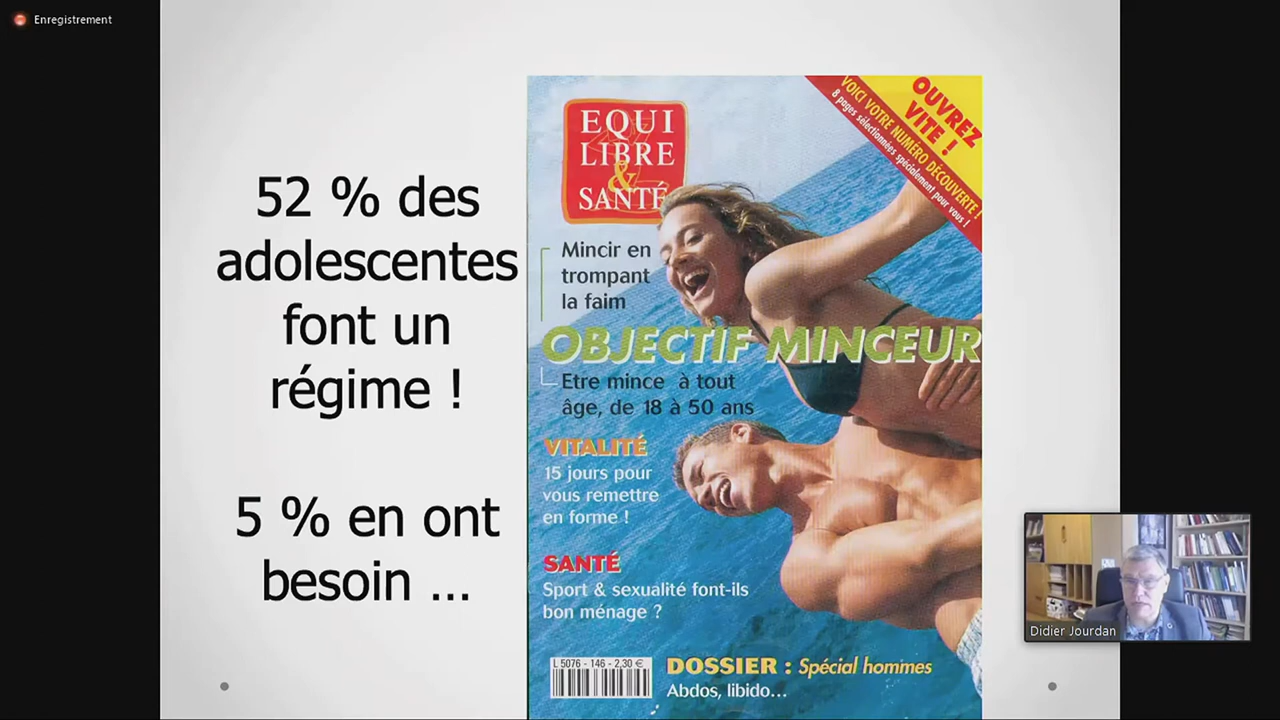 Enregistrement
52 % des
adolescentes
font un
régime !
5 % en ont
besoin ...
EQUI
LIBRE
&
SANTÉ
OUVREZ
VITE !
VOICI VOTRE NUMÉRO DÉCOUVERTE !
8 pages sélectionnées spécialement pour vous !
Mincir en
trompant
la faim
OBJECTIF MINCEUR
Etre mince à tout
âge, de 18 à 50 ans
VITALITÉ
15 jours pour
vous remettre
en forme !
SANTÉ
Sport & sexualité font-ils
bon ménage ?
L 5076 - 146 - 2,30 €
DOSSIER : Spécial hommes
Abdos, libido...
Didier Jourdan